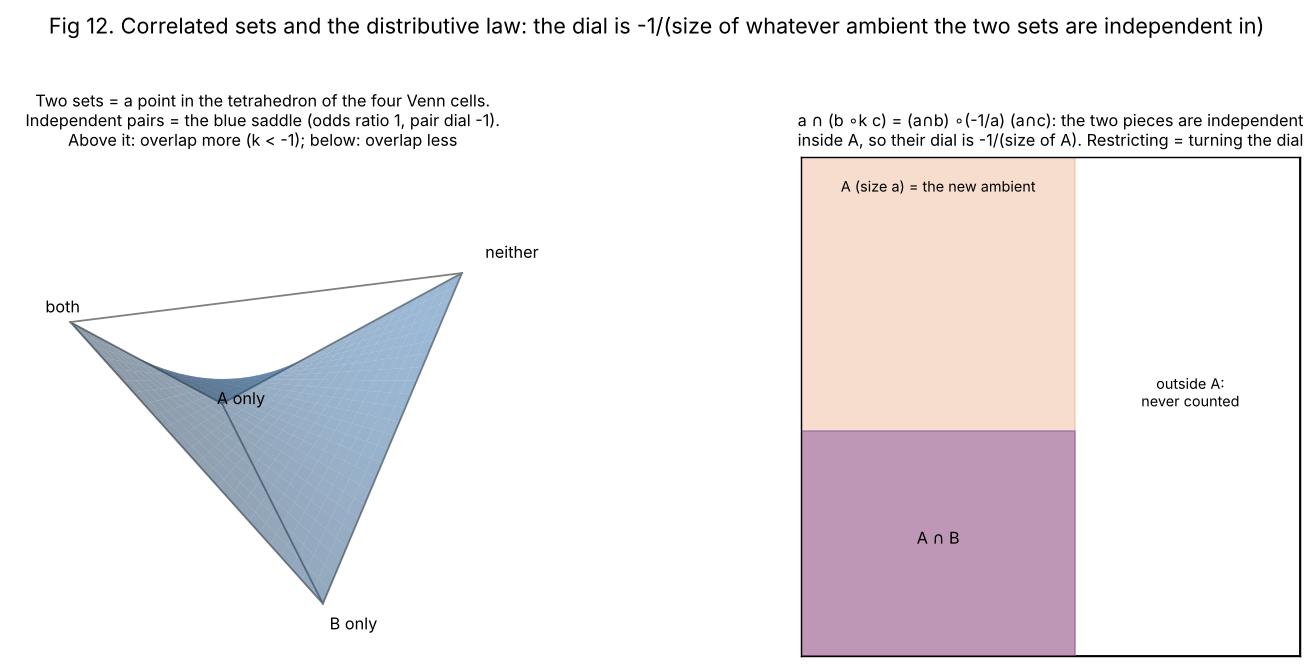 Fig 12. Correlated sets and the distributive law: the dial is -1/(size of whatever ambient the two sets are independent in)
Two sets = a point in the tetrahedron of the four Venn cells.
Independent pairs = the blue saddle (odds ratio 1, pair dial -1).
Above it: overlap more (k < -1); below: overlap less
a ∩ (b ∘k c) = (a∩b) ∘(-1/a) (a∩c): the two pieces are independent
inside A, so their dial is -1/(size of A). Restricting = turning the dial
neither
both
A only
B only
A (size a) = the new ambient
outside A:
never counted
A ∩ B